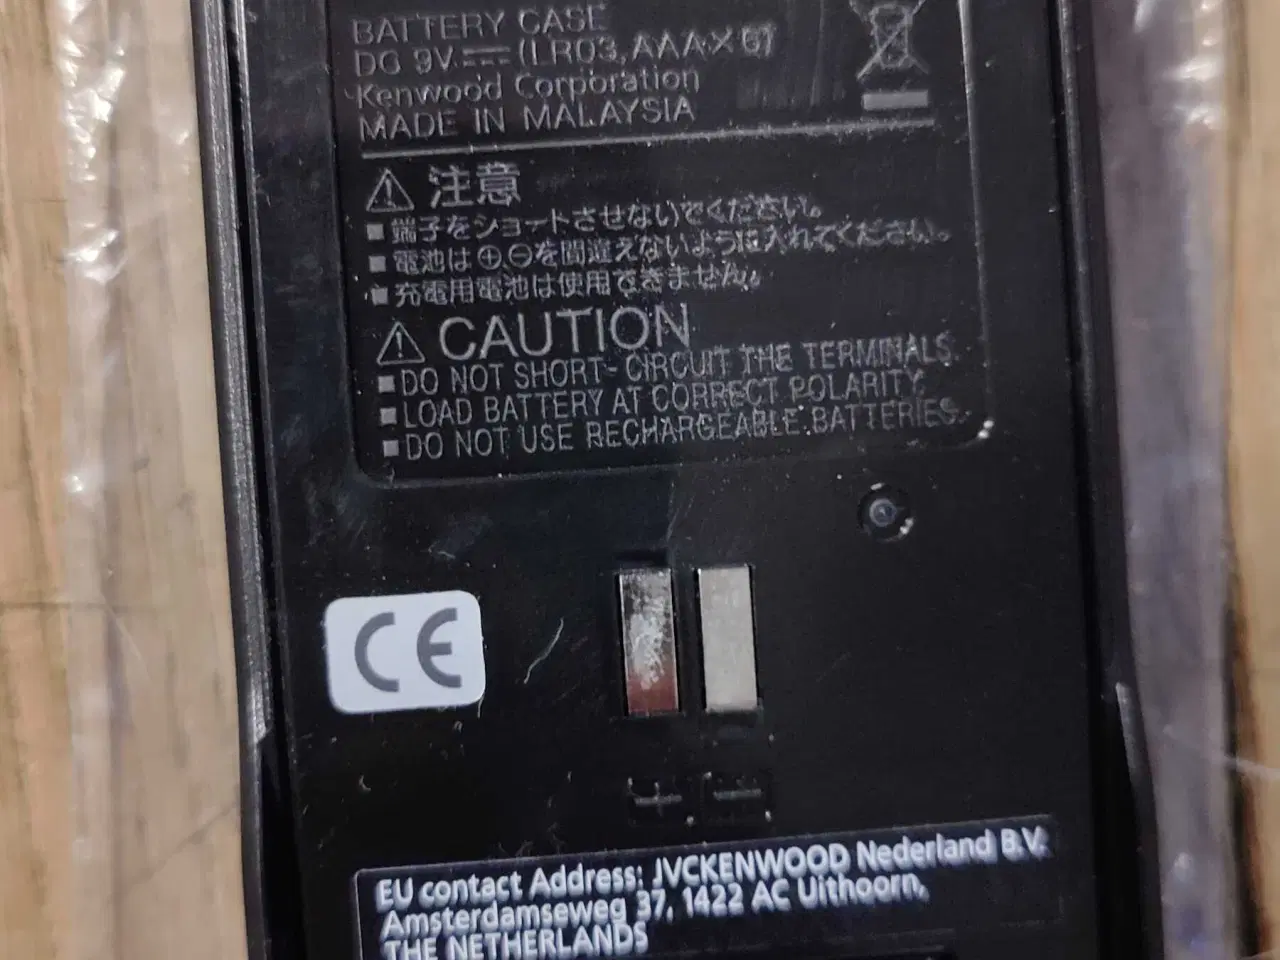 BATTERY CASE
DC 9V ⎓ (LR03,AAA×6)
Kenwood Corporation
MADE IN MALAYSIA
⚠ 注意
■端子をショートさせないでください。
■電池は⊕⊖を間違えないように入れてください。
■充電用電池は使用できません。
⚠ CAUTION
■DO NOT SHORT-CIRCUIT THE TERMINALS.
■LOAD BATTERY AT CORRECT POLARITY.
■DO NOT USE RECHARGEABLE BATTERIES.
CE
+ −
EU contact Address: JVCKENWOOD Nederland B.V.
Amsterdamseweg 37, 1422 AC Uithoorn,
THE NETHERLANDS